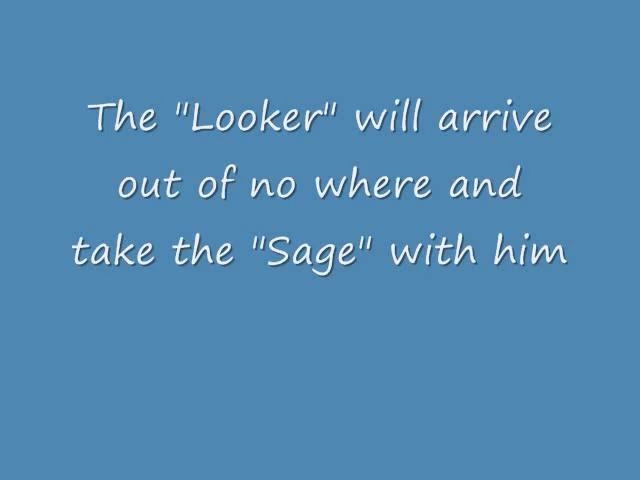 The "Looker" will arrive
out of no where and
take the "Sage" with him